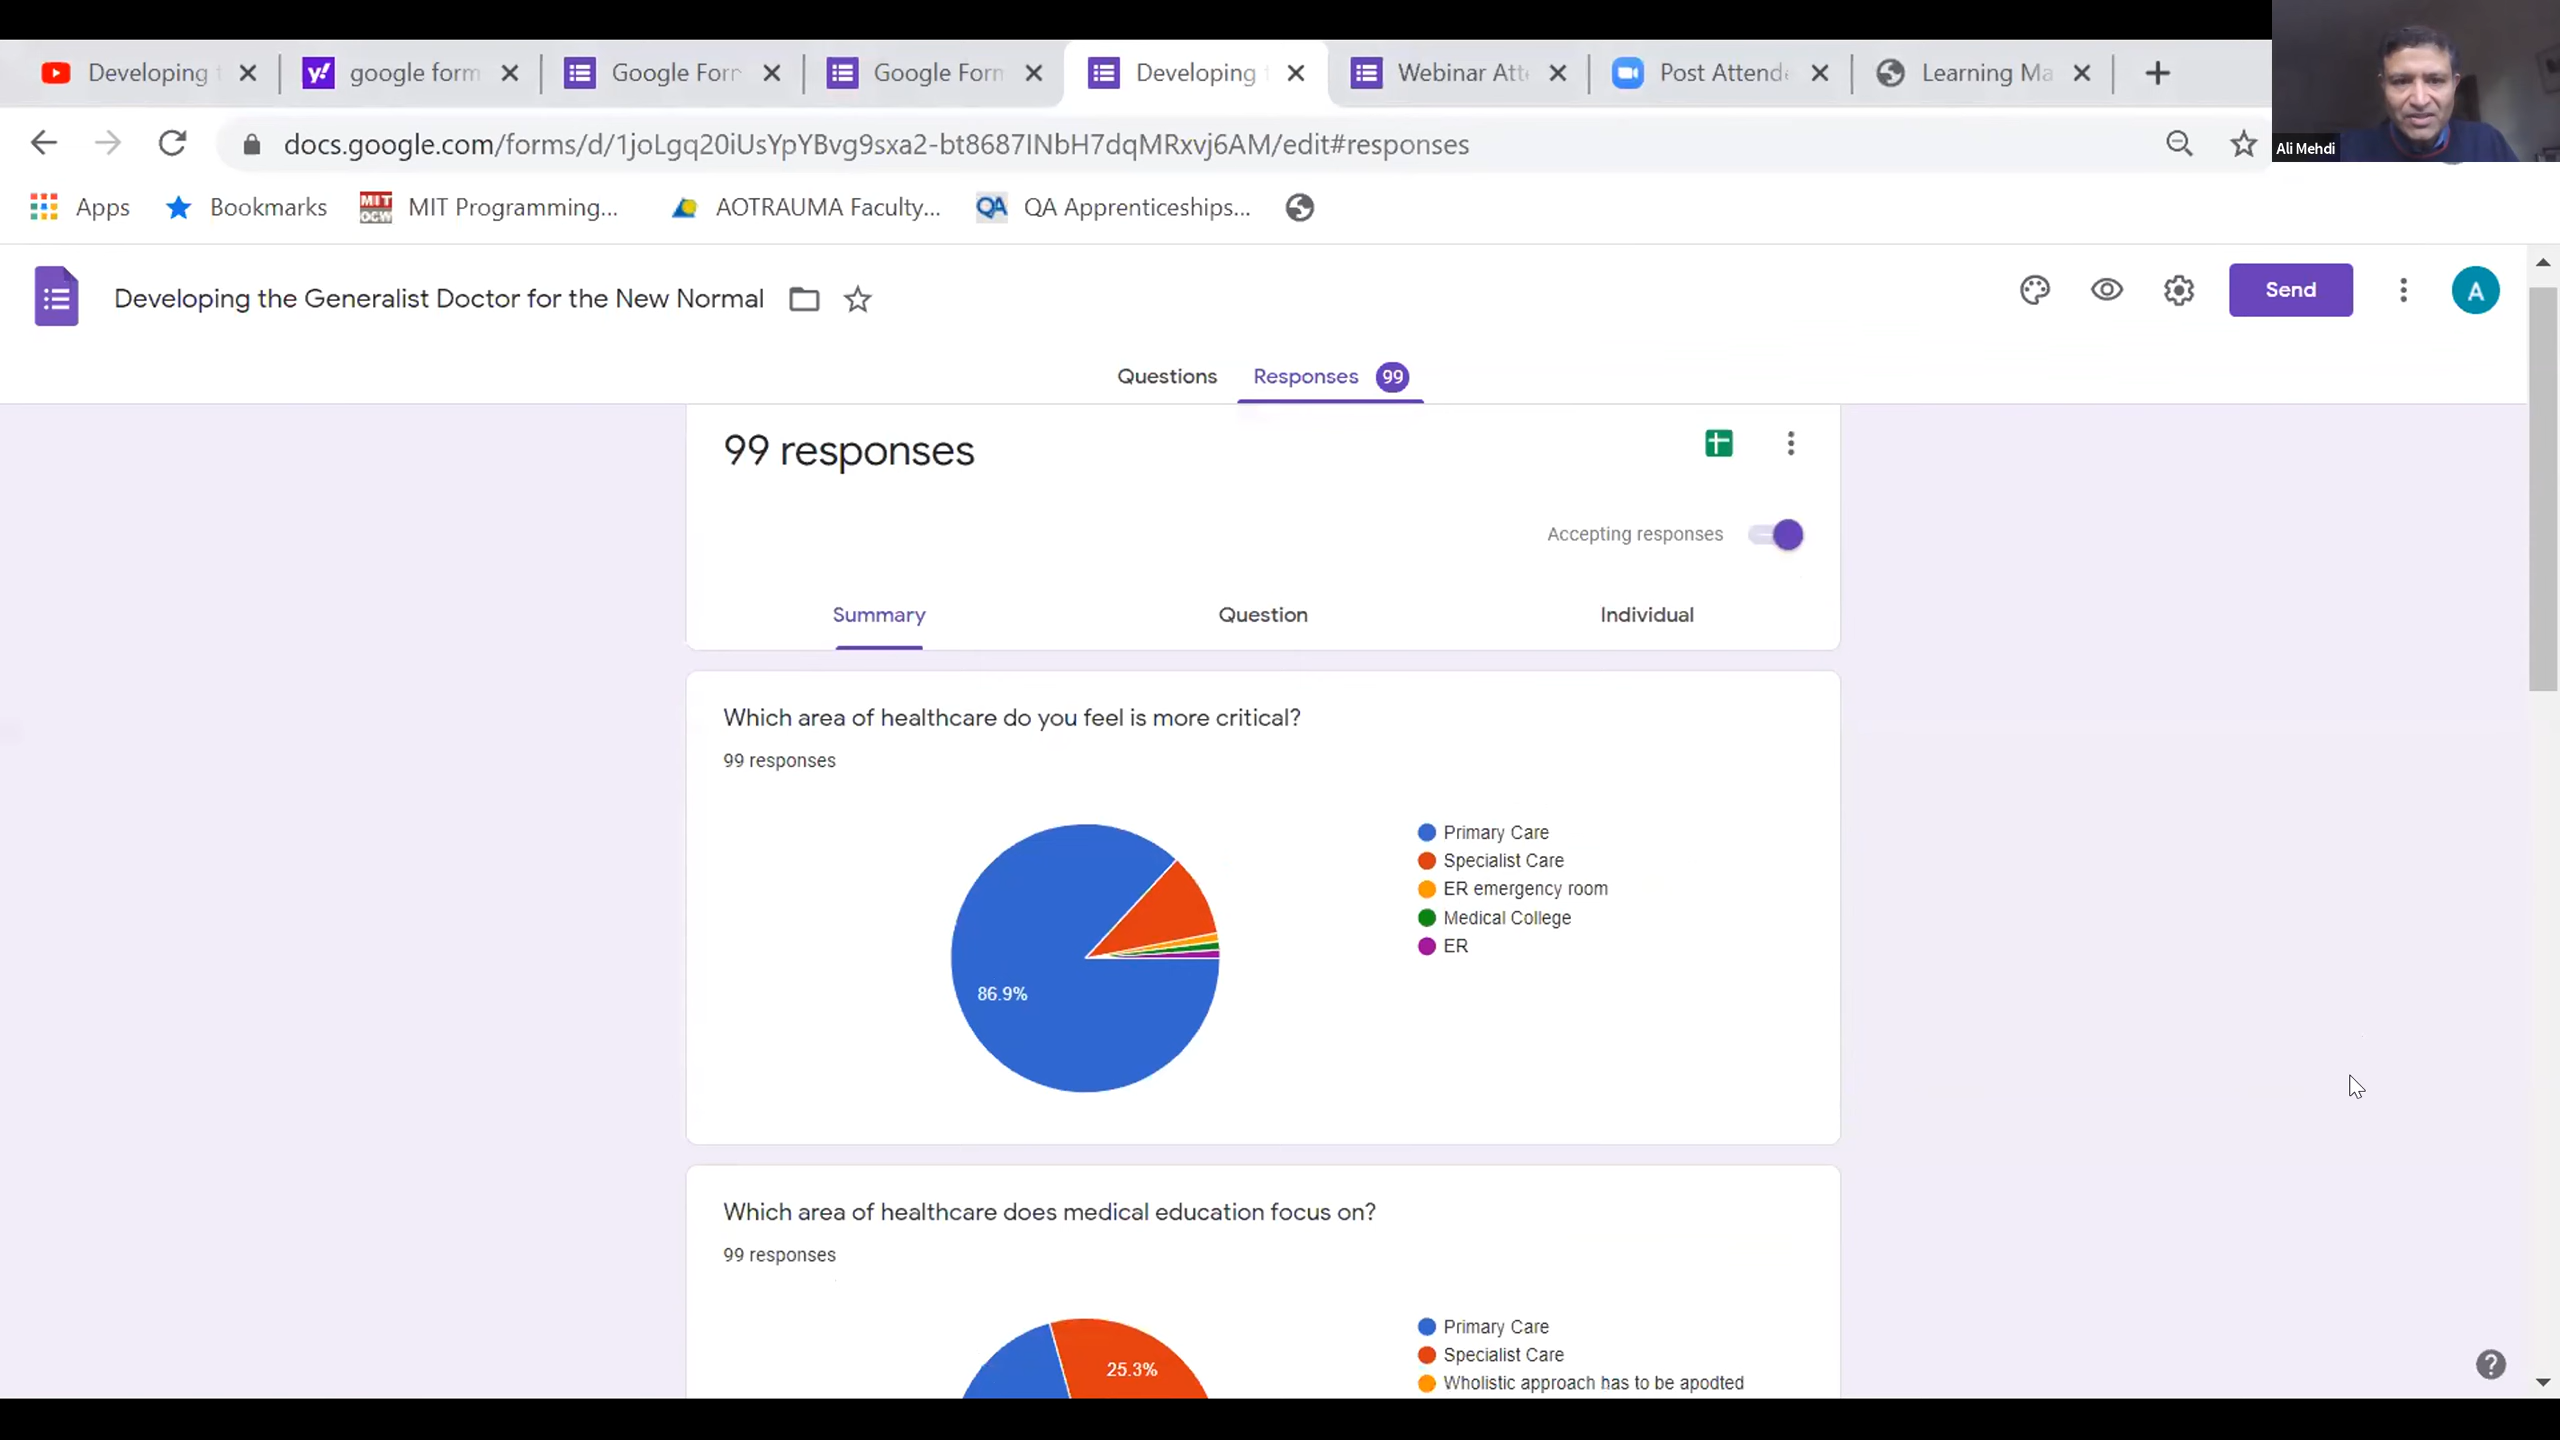 Developing
google form
Google For
Google Form
Developing
Webinar Att
Post Attend
Learning Ma
docs.google.com/forms/d/1joLgq20iUsYpYBvg9sxa2-bt8687INbH7dqMRxvj6AM/edit#responses
Ali Mehdi
Apps
Bookmarks
MIT OCW
MIT Programming...
AOTRAUMA Faculty...
QA
QA Apprenticeships...
Developing the Generalist Doctor for the New Normal
Send
A
Questions
Responses 99
99 responses
Accepting responses
Summary
Question
Individual
Which area of healthcare do you feel is more critical?
99 responses
Primary Care
Specialist Care
ER emergency room
Medical College
ER
86.9%
Which area of healthcare does medical education focus on?
99 responses
Primary Care
Specialist Care
Wholistic approach has to be apodted
25.3%